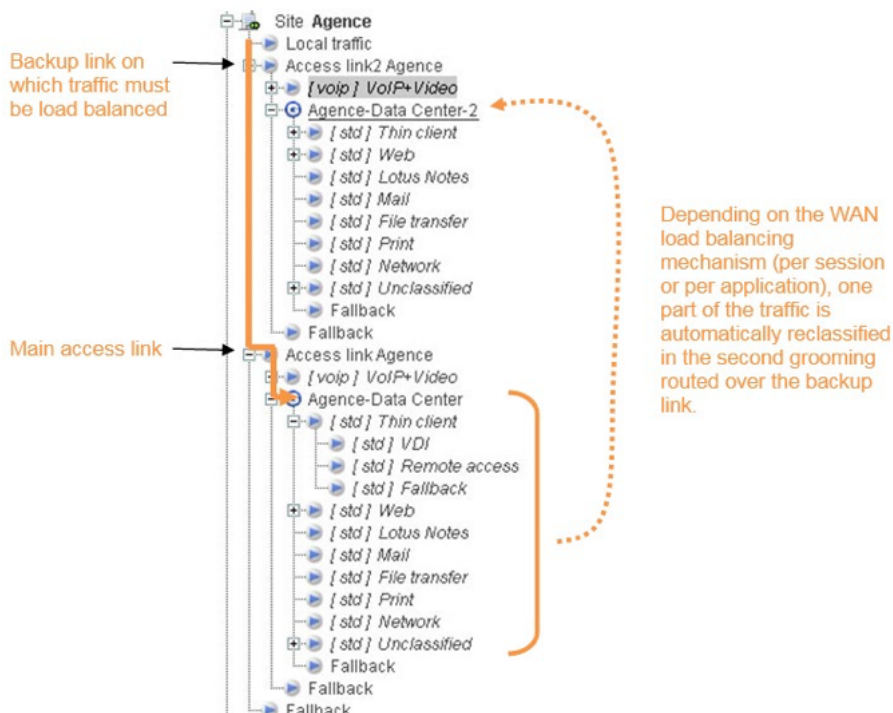 Site Agence
Local traffic
Backup link on
which traffic must
be load balanced
Access link2 Agence
[ voip ] VoIP+Video
Agence-Data Center-2
[ std ] Thin client
[ std ] Web
[ std ] Lotus Notes
[ std ] Mail
[ std ] File transfer
[ std ] Print
[ std ] Network
[ std ] Unclassified
Fallback
Fallback
Depending on the WAN
load balancing
mechanism (per session
or per application), one
part of the traffic is
automatically reclassified
in the second grooming
routed over the backup
link.
Main access link
Access link Agence
[ voip ] VoIP+Video
Agence-Data Center
[ std ] Thin client
[ std ] VDI
[ std ] Remote access
[ std ] Fallback
[ std ] Web
[ std ] Lotus Notes
[ std ] Mail
[ std ] File transfer
[ std ] Print
[ std ] Network
[ std ] Unclassified
Fallback
Fallback
Fallback